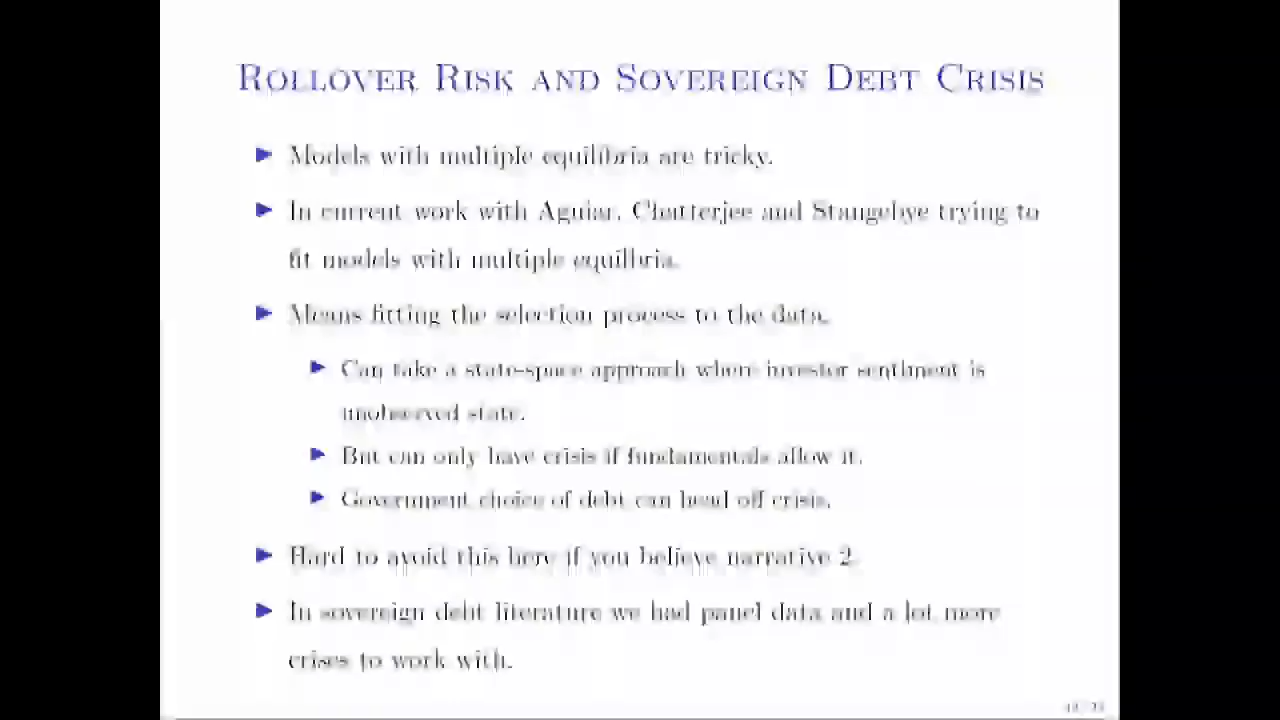 Rollover Risk and Sovereign Debt Crisis
▶ Models with multiple equilibria are tricky.
▶ In current work with Aguiar, Chatterjee and Stangebye trying to
fit models with multiple equilbria.
▶ Means fitting the selection process to the data.
▶ Can take a state-space approach where investor sentiment is
unobserved state.
▶ But can only have crisis if fundamentals allow it.
▶ Government choice of debt can head off crisis.
▶ Hard to avoid this here if you believe narrative 2.
▶ In sovereign debt literature we had panel data and a lot more
crises to work with.